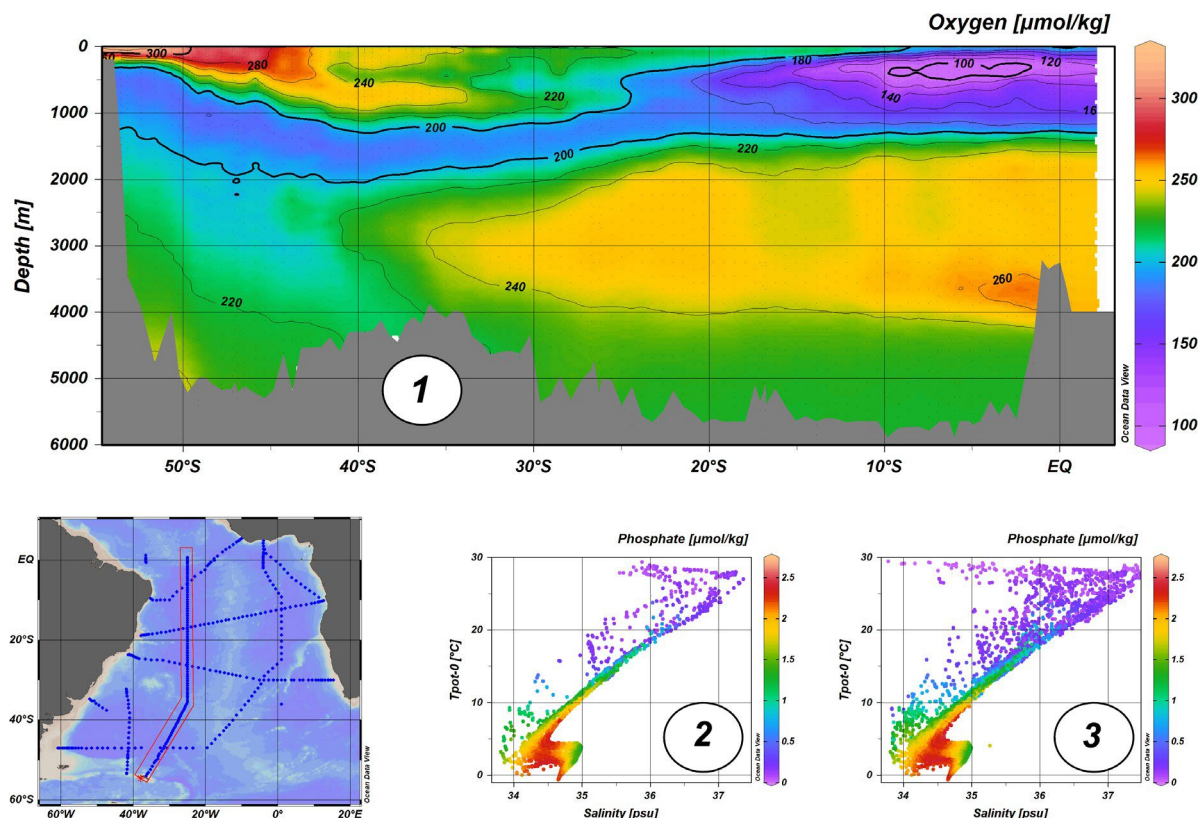 Oxygen [µmol/kg]
0
1000
2000
3000
4000
5000
6000
Depth [m]
300
280
240
220
200
200
180
100
120
140
16
220
220
240
260
1
50°S
40°S
30°S
20°S
10°S
EQ
300
250
200
150
100
Ocean Data View
EQ
20°S
40°S
60°S
60°W
40°W
20°W
0°
20°E
Ocean Data View
Phosphate [µmol/kg]
30
20
10
0
Tpot-0 [°C]
2
34
35
36
37
Salinity [psu]
2.5
2
1.5
1
0.5
0
Ocean Data View
Phosphate [µmol/kg]
30
20
10
0
Tpot-0 [°C]
3
34
35
36
37
Salinity [psu]
2.5
2
1.5
1
0.5
0
Ocean Data View